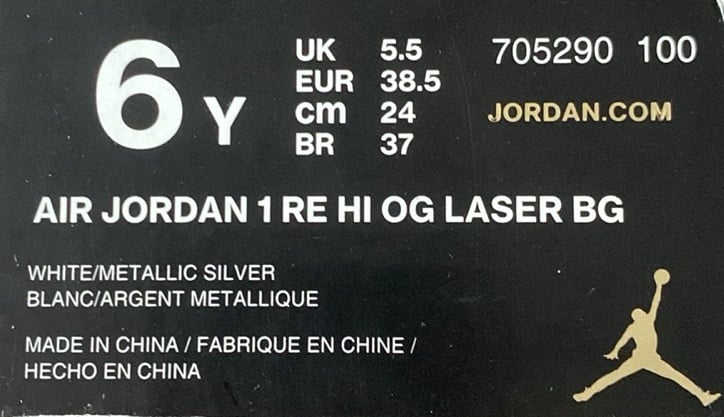 6Y
UK 5.5
EUR 38.5
cm 24
BR 37
705290 100
JORDAN.COM
AIR JORDAN 1 RE HI OG LASER BG
WHITE/METALLIC SILVER
BLANC/ARGENT METALLIQUE
MADE IN CHINA / FABRIQUE EN CHINE /
HECHO EN CHINA